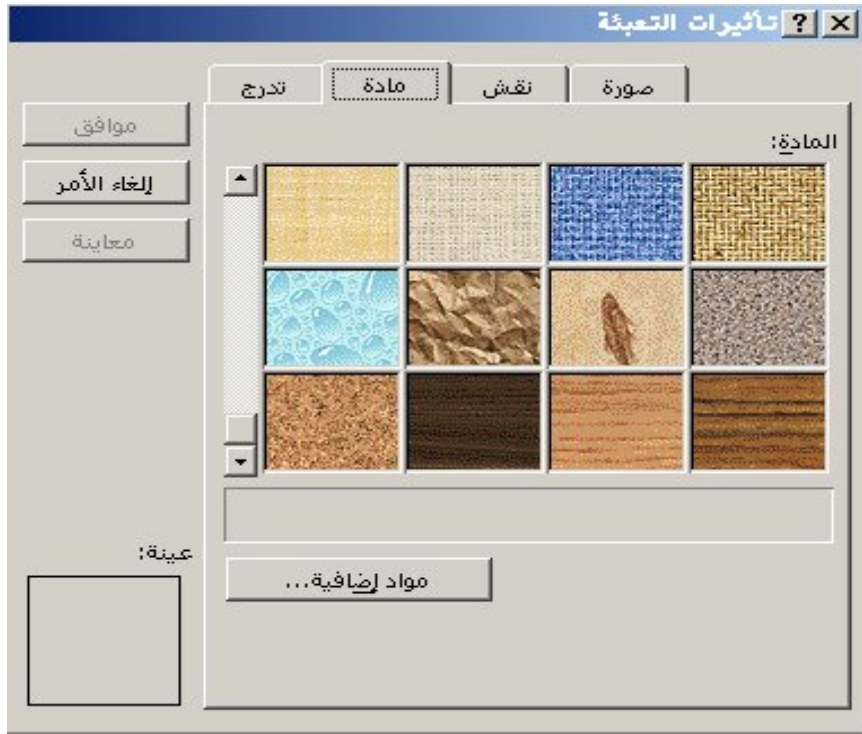 تأثيرات التعبئة
صورة نقش مادة تدرج
المادة:
موافق
إلغاء الأمر
معاينة
عينة:
مواد إضافية...